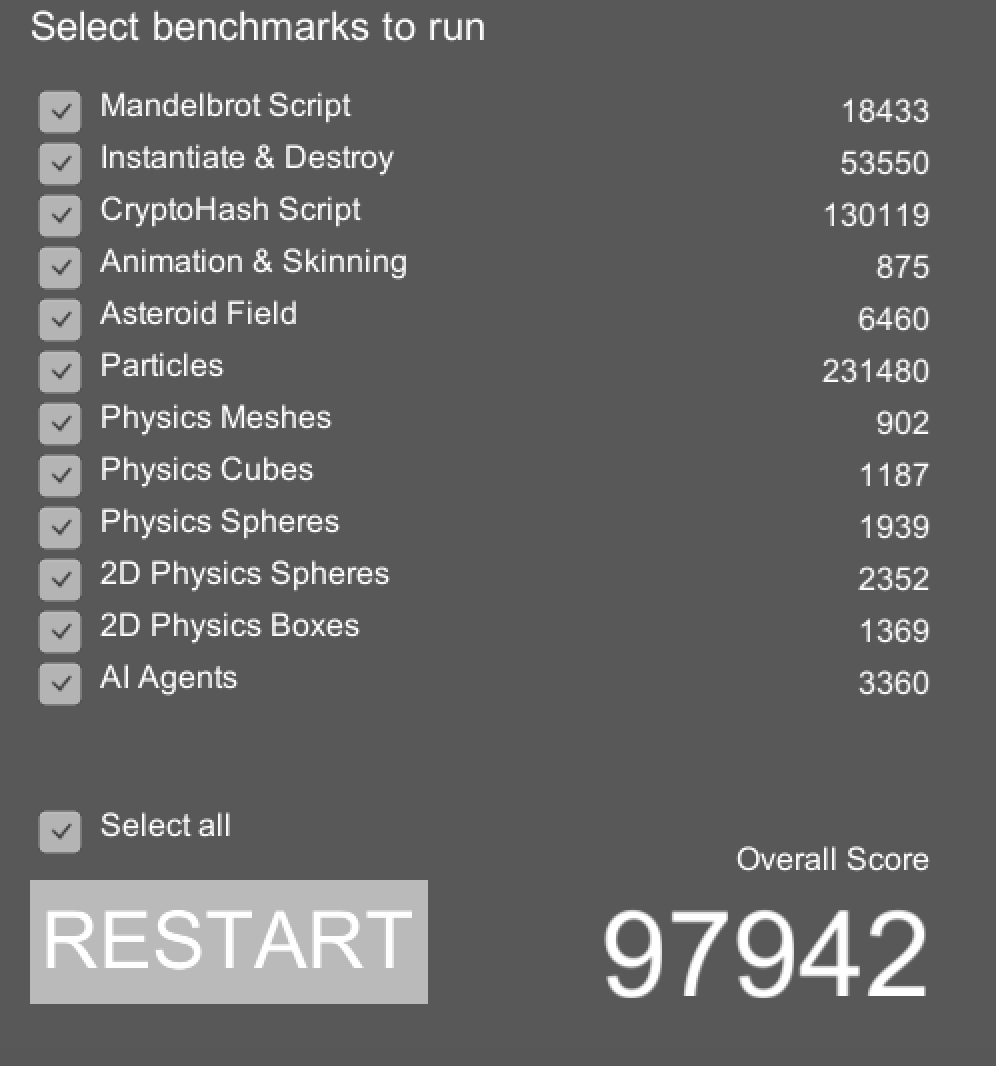 Select benchmarks to run
Mandelbrot Script 18433
Instantiate & Destroy 53550
CryptoHash Script 130119
Animation & Skinning 875
Asteroid Field 6460
Particles 231480
Physics Meshes 902
Physics Cubes 1187
Physics Spheres 1939
2D Physics Spheres 2352
2D Physics Boxes 1369
AI Agents 3360
Select all
Overall Score
RESTART 97942